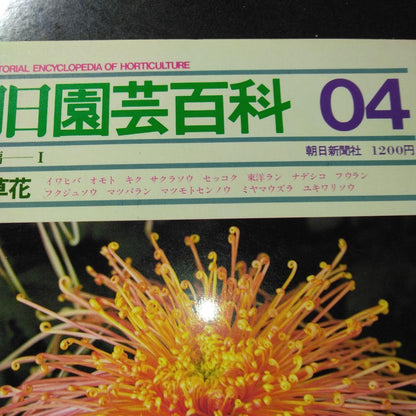 TORIAL ENCYCLOPEDIA OF HORTICULTURE
日園芸百科 04
I
朝日新聞社 1200円
草花 イワヒバ オモト キク サクラソウ セッコク 東洋ラン ナデシコ フウラン
フクジュソウ マツバラン マツモトセンノウ ミヤマウズラ ユキワリソウ